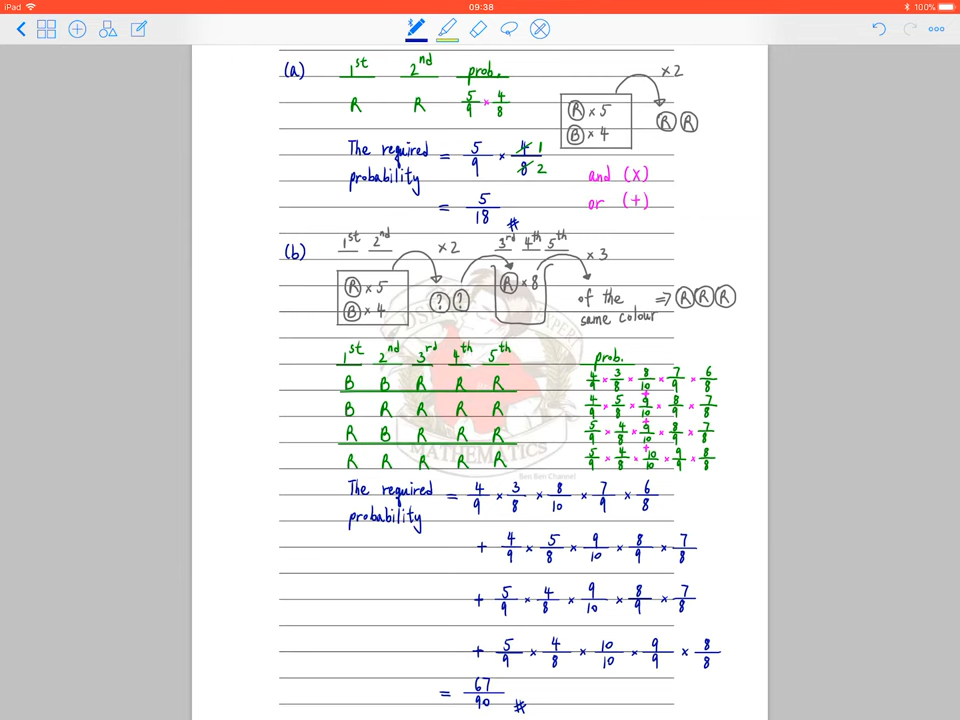 iPad 09:38 100%
(a) 1st 2nd prob.
R R 5/9 × 4/8
×2
R × 5
B × 4
R R
The required probability = 5/9 × 4/8 1 2
= 5/18 #
and (×)
or (+)
(b) 1st 2nd ×2 3rd 4th 5th ×3
R × 5
B × 4
? ?
R × 8
of the same colour ⇒ R R R
1st 2nd 3rd 4th 5th prob.
B B R R R 4/9 × 3/8 × 8/10 × 7/9 × 6/8
+
B R R R R 4/9 × 5/8 × 9/10 × 8/9 × 7/8
+
R B R R R 5/9 × 4/8 × 9/10 × 8/9 × 7/8
+
R R R R R 5/9 × 4/8 × 10/10 × 9/9 × 8/8
EXPERT
MATHEMATICS
Ben Ben Channel
The required probability = 4/9 × 3/8 × 8/10 × 7/9 × 6/8
+ 4/9 × 5/8 × 9/10 × 8/9 × 7/8
+ 5/9 × 4/8 × 9/10 × 8/9 × 7/8
+ 5/9 × 4/8 × 10/10 × 9/9 × 8/8
= 67/90 #